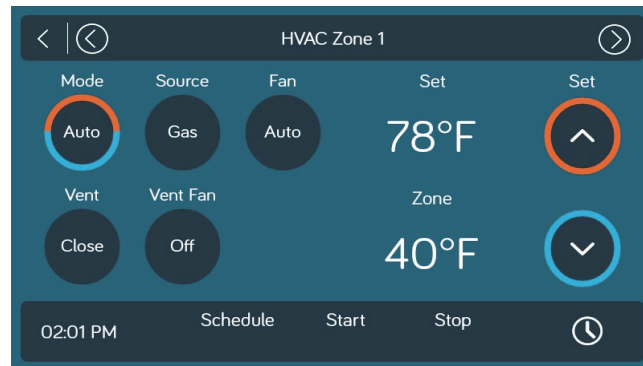 HVAC Zone 1
Mode Source Fan Set Set
Auto Gas Auto 78°F
Vent Vent Fan Zone
Close Off 40°F
02:01 PM Schedule Start Stop